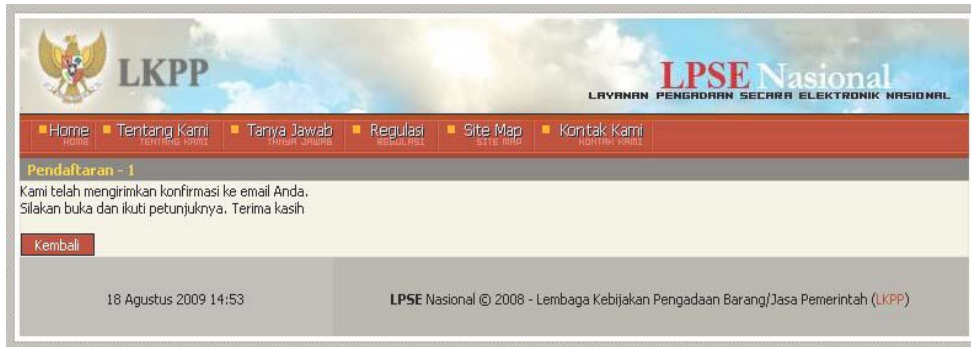 LKPP
LPSE Nasional
LAYANAN PENGADAAN SECARA ELEKTRONIK NASIONAL
Home Tentang Kami Tanya Jawab Regulasi Site Map Kontak Kami
HOME TENTANG KAMI TANYA JAWAB REGULASI SITE MAP KONTAK KAMI
Pendaftaran - 1
Kami telah mengirimkan konfirmasi ke email Anda.
Silakan buka dan ikuti petunjuknya. Terima kasih
Kembali
18 Agustus 2009 14:53 LPSE Nasional © 2008 - Lembaga Kebijakan Pengadaan Barang/Jasa Pemerintah (LKPP)